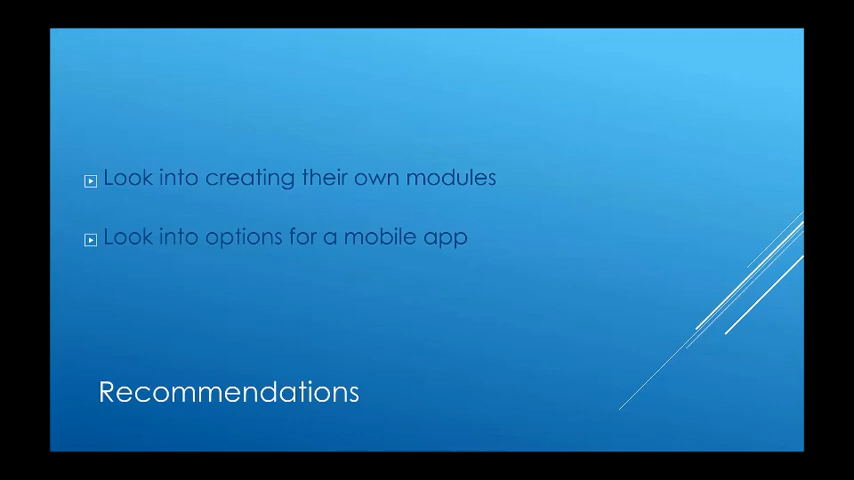 Look into creating their own modules
Look into options for a mobile app
Recommendations